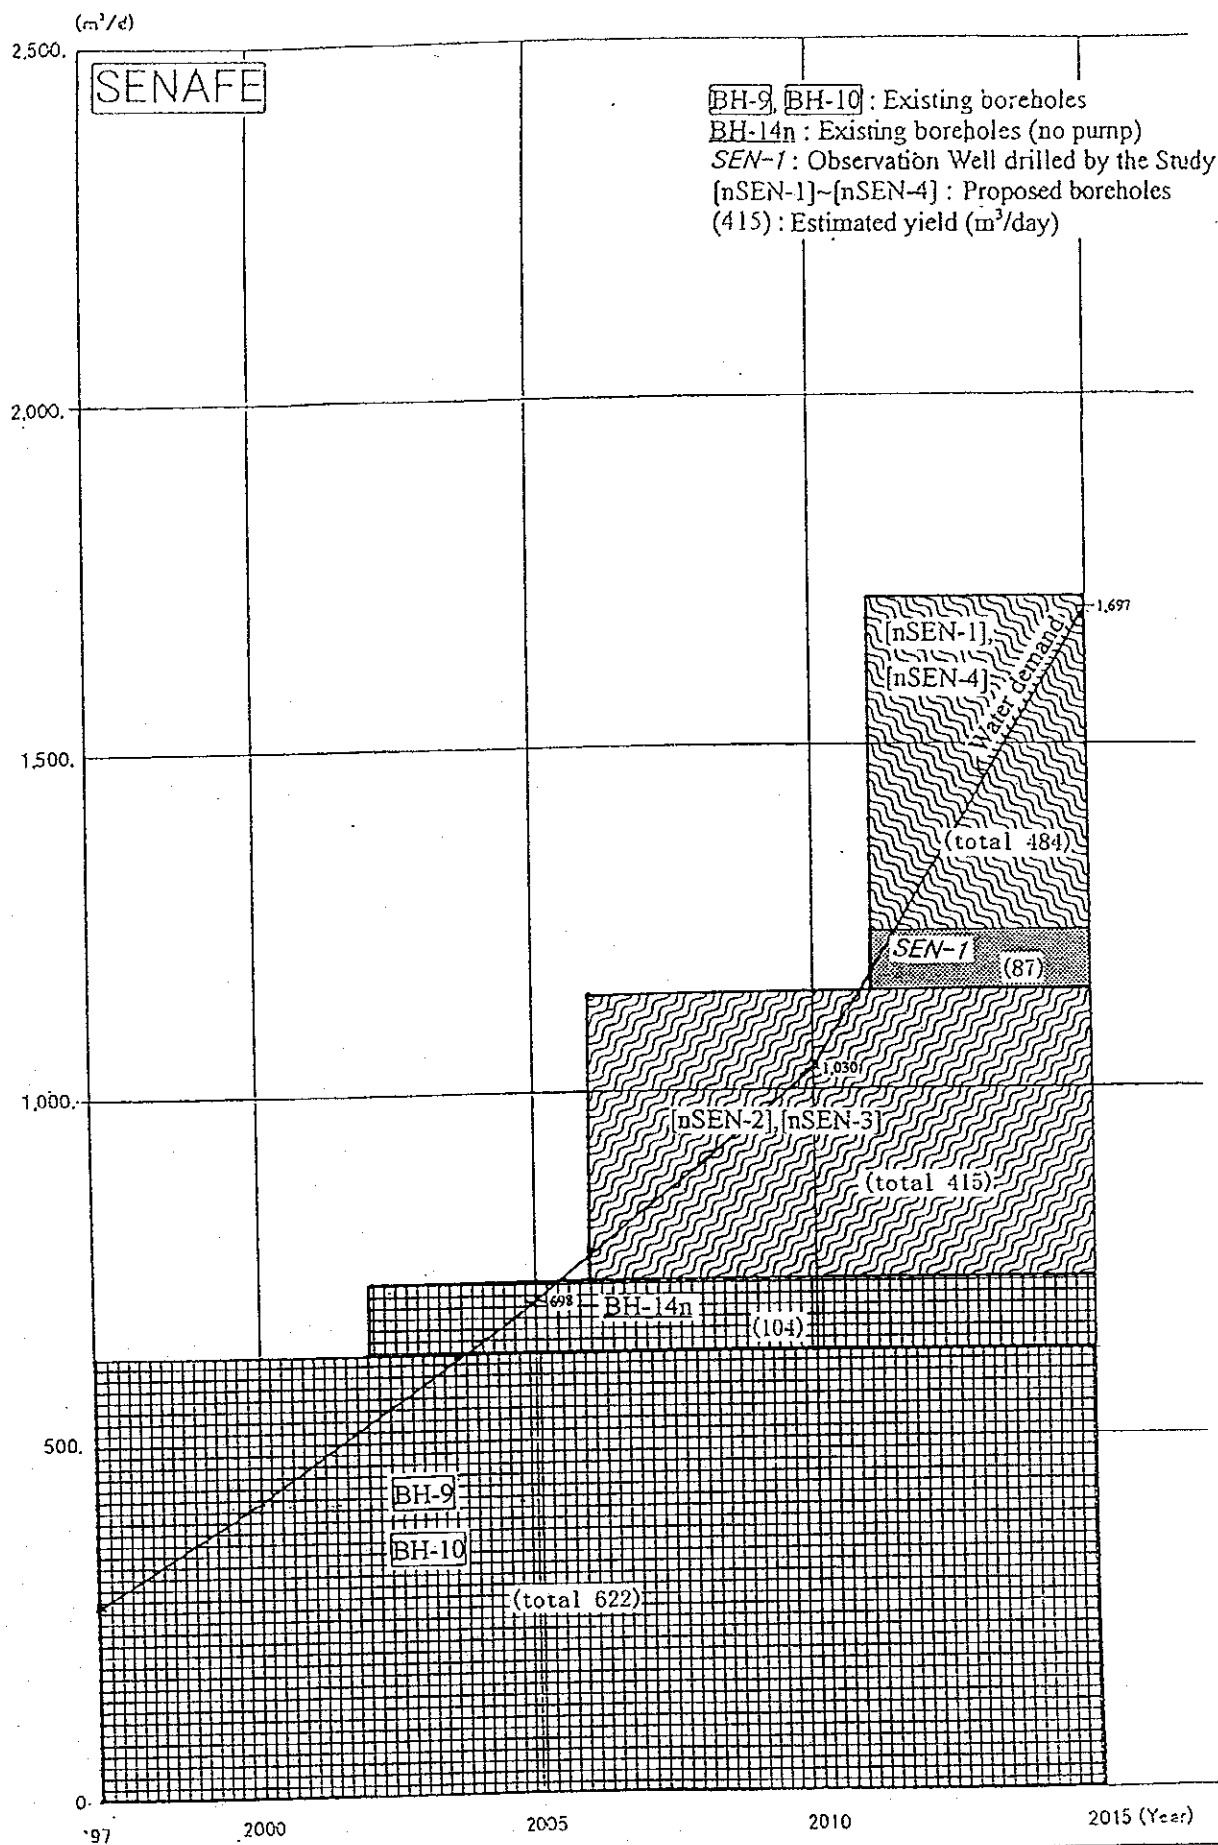 (m³/d)
2,500.
SENAFE
BH-9, BH-10 : Existing boreholes
BH-14n : Existing boreholes (no pump)
SEN-1 : Observation Well drilled by the Study
[nSEN-1]~[nSEN-4] : Proposed boreholes
(415) : Estimated yield (m³/day)
2,000.
[nSEN-1],
[nSEN-4]
Water demand
1,697
1,500.
(total 484)
SEN-1
(87)
1,030
1,000.
[nSEN-2], [nSEN-3]
(total 415)
698
BH-14n
(104)
500.
BH-9
BH-10
(total 622)
0
'97 2000 2005 2010 2015 (Year)